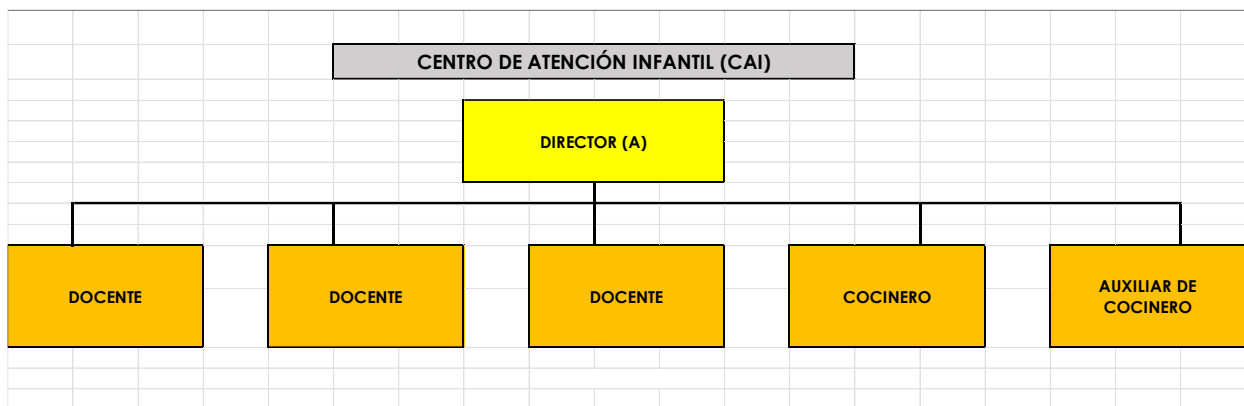 CENTRO DE ATENCIÓN INFANTIL (CAI)
DIRECTOR (A)
DOCENTE
DOCENTE
DOCENTE
COCINERO
AUXILIAR DE
COCINERO